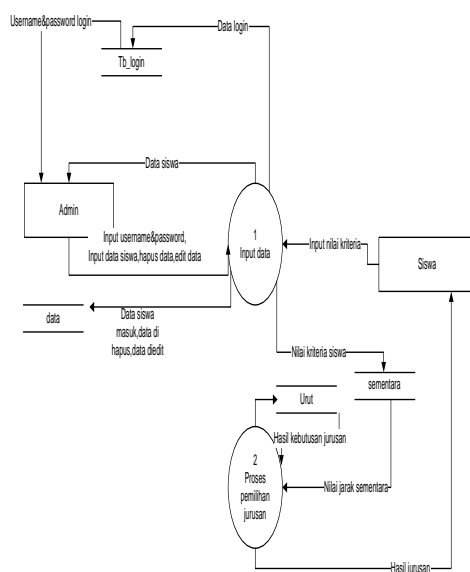 Username&password login
Data login
Tb_login
Data siswa
Admin
1
Input data
Input username&password,
Input data siswa,hapus data,edit data
Input nilai kriteria
Siswa
data
Data siswa
masuk,data di
hapus,data diedit
Nilai kriteria siswa
sementara
Urut
Hasil kebutusan jurusan
2
Proses
pemilihan
jurusan
Nilai jarak sementara
Hasil jurusan